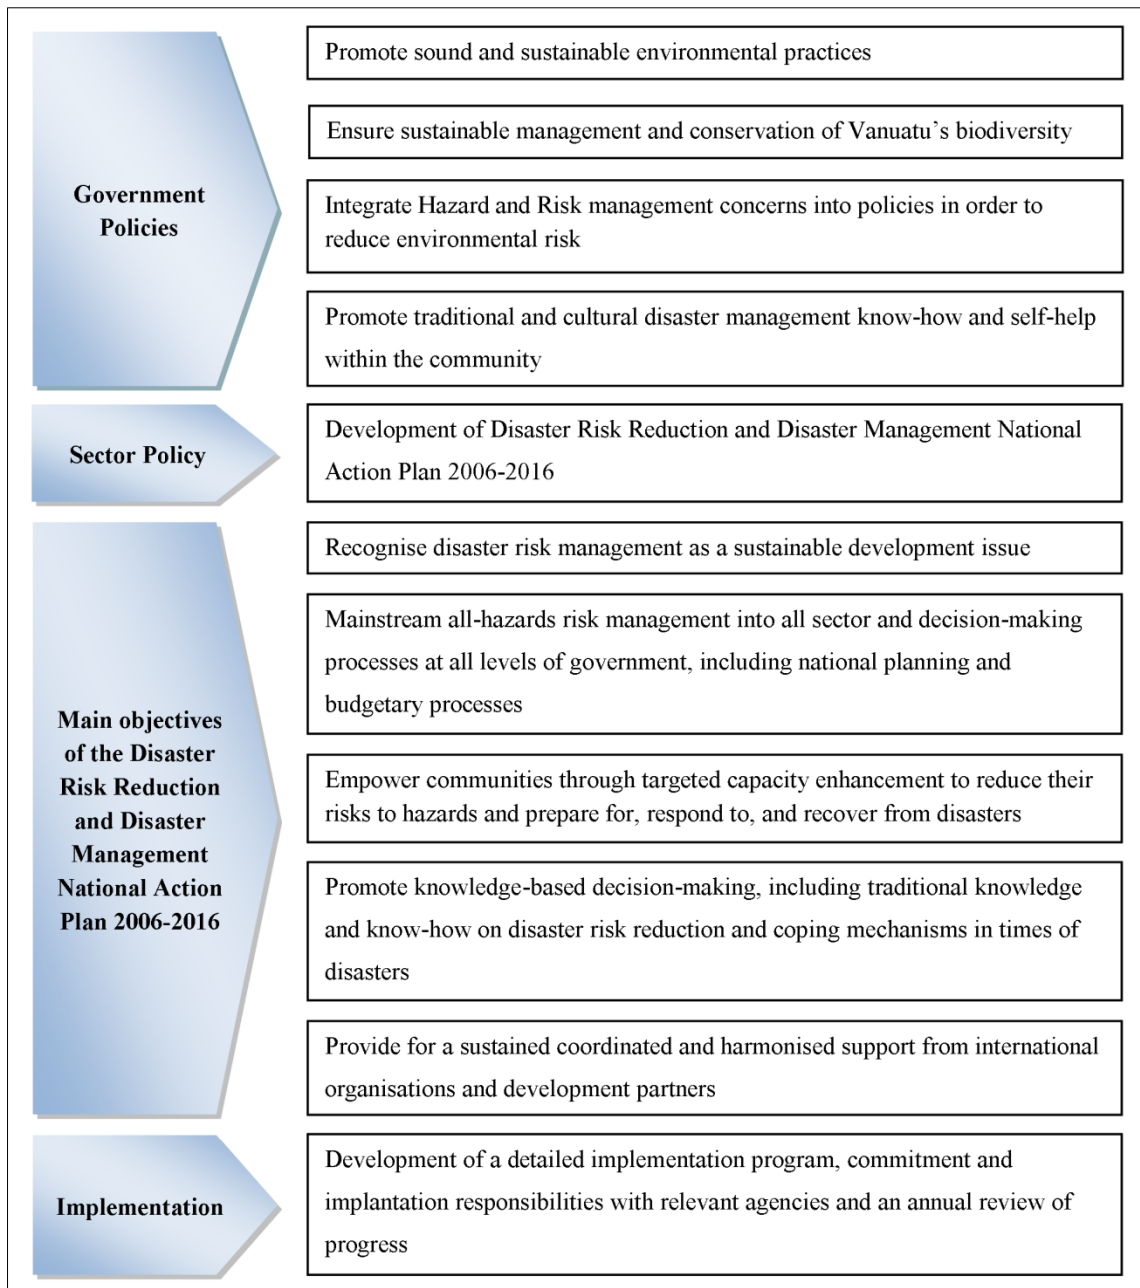 Government
Policies
Promote sound and sustainable environmental practices
Ensure sustainable management and conservation of Vanuatu’s biodiversity
Integrate Hazard and Risk management concerns into policies in order to
reduce environmental risk
Promote traditional and cultural disaster management know-how and self-help
within the community
Sector Policy
Development of Disaster Risk Reduction and Disaster Management National
Action Plan 2006-2016
Main objectives
of the Disaster
Risk Reduction
and Disaster
Management
National Action
Plan 2006-2016
Recognise disaster risk management as a sustainable development issue
Mainstream all-hazards risk management into all sector and decision-making
processes at all levels of government, including national planning and
budgetary processes
Empower communities through targeted capacity enhancement to reduce their
risks to hazards and prepare for, respond to, and recover from disasters
Promote knowledge-based decision-making, including traditional knowledge
and know-how on disaster risk reduction and coping mechanisms in times of
disasters
Provide for a sustained coordinated and harmonised support from international
organisations and development partners
Implementation
Development of a detailed implementation program, commitment and
implantation responsibilities with relevant agencies and an annual review of
progress